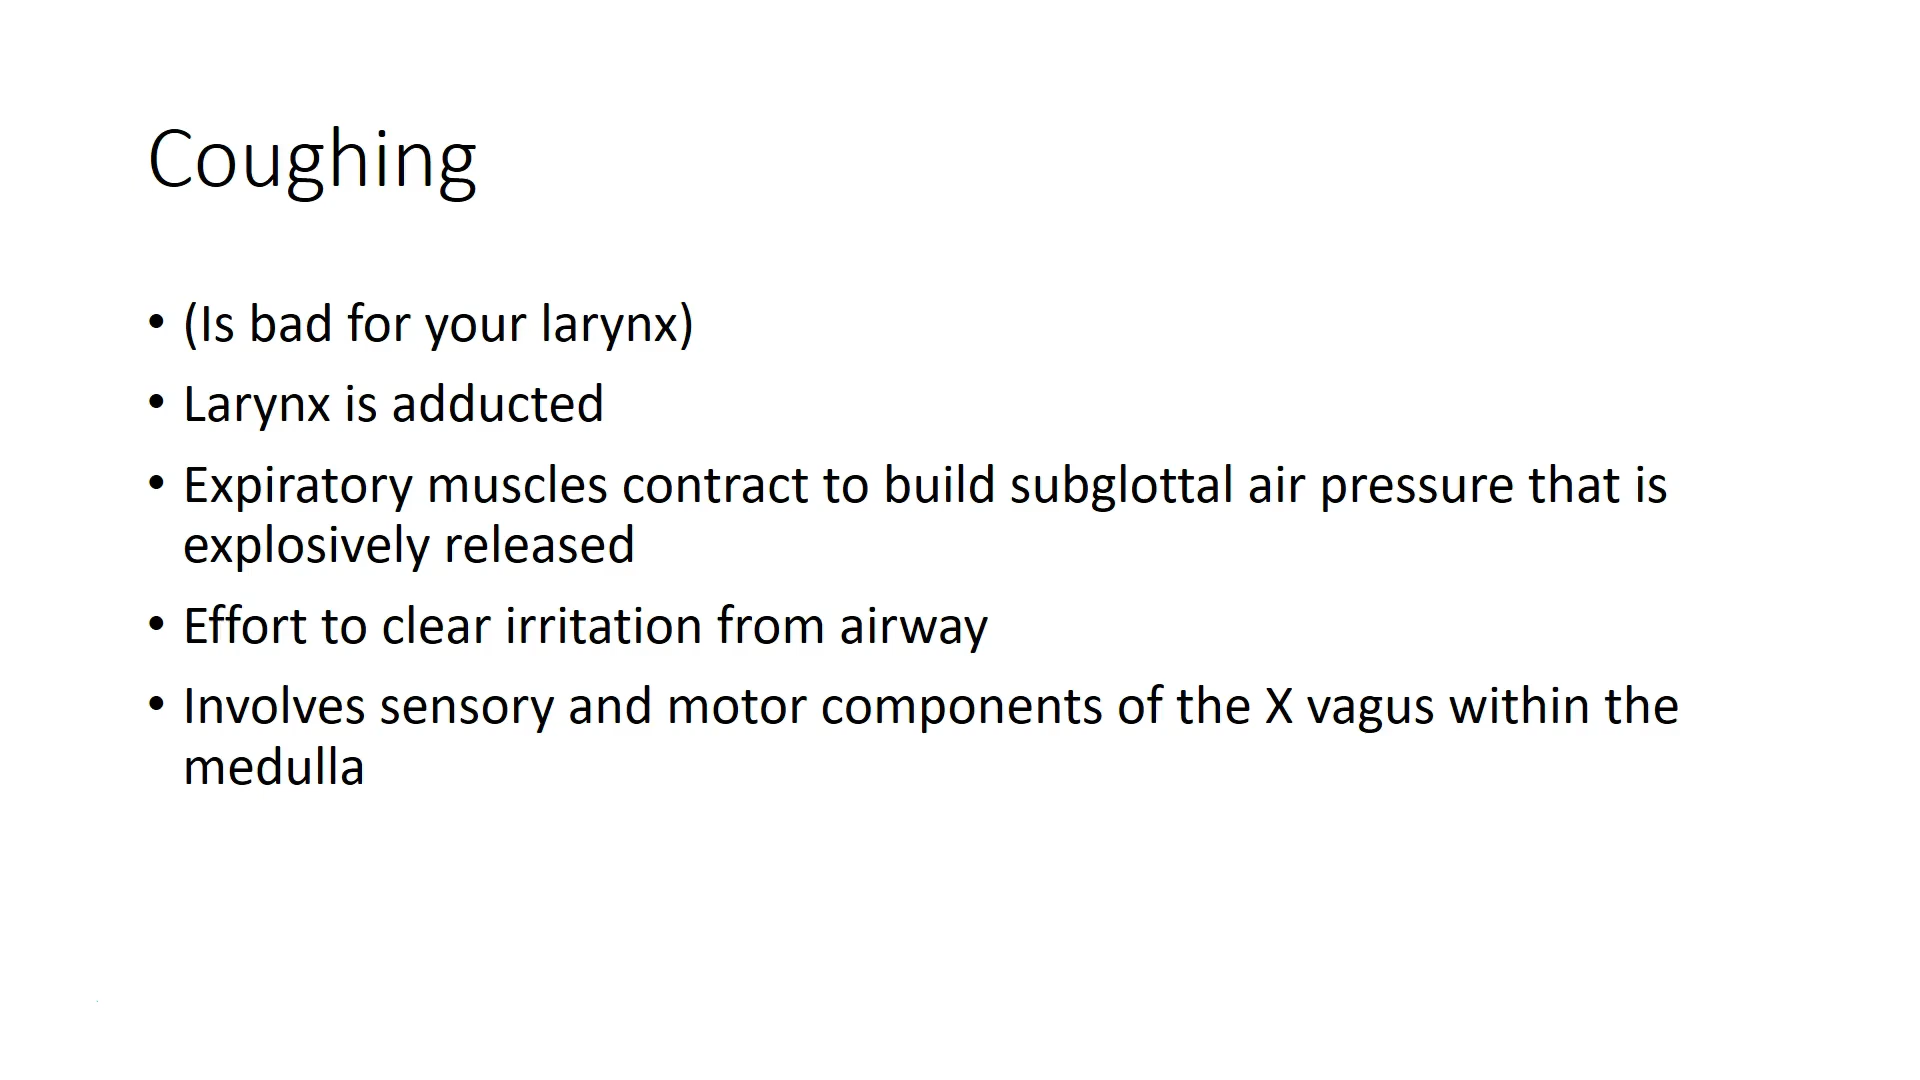 Coughing
• (Is bad for your larynx)
• Larynx is adducted
• Expiratory muscles contract to build subglottal air pressure that is
explosively released
• Effort to clear irritation from airway
• Involves sensory and motor components of the X vagus within the
medulla